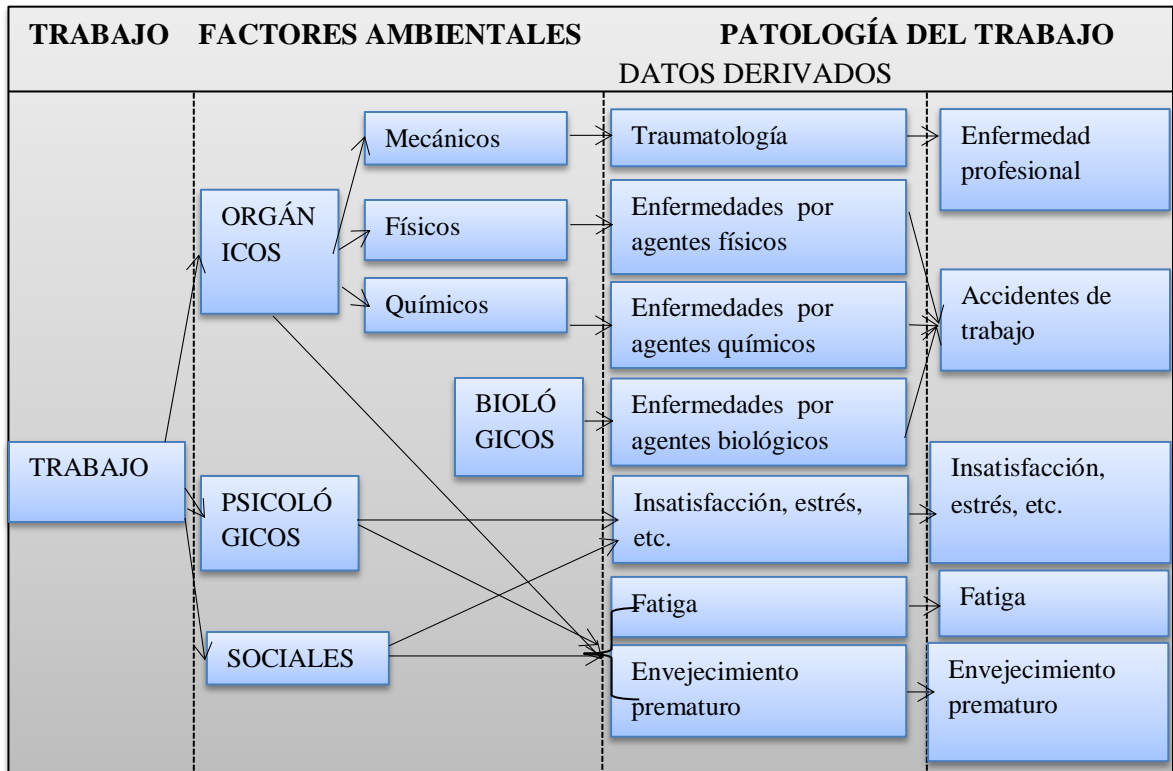 TRABAJO FACTORES AMBIENTALES PATOLOGÍA DEL TRABAJO
DATOS DERIVADOS
Mecánicos
Traumatología
Enfermedad
profesional
ORGÁN
ICOS
Físicos
Enfermedades por
agentes físicos
Químicos
Enfermedades por
agentes químicos
Accidentes de
trabajo
BIOLÓ
GICOS
Enfermedades por
agentes biológicos
TRABAJO
PSICOLÓ
GICOS
Insatisfacción, estrés,
etc.
Insatisfacción,
estrés, etc.
Fatiga
Fatiga
SOCIALES
Envejecimiento
prematuro
Envejecimiento
prematuro